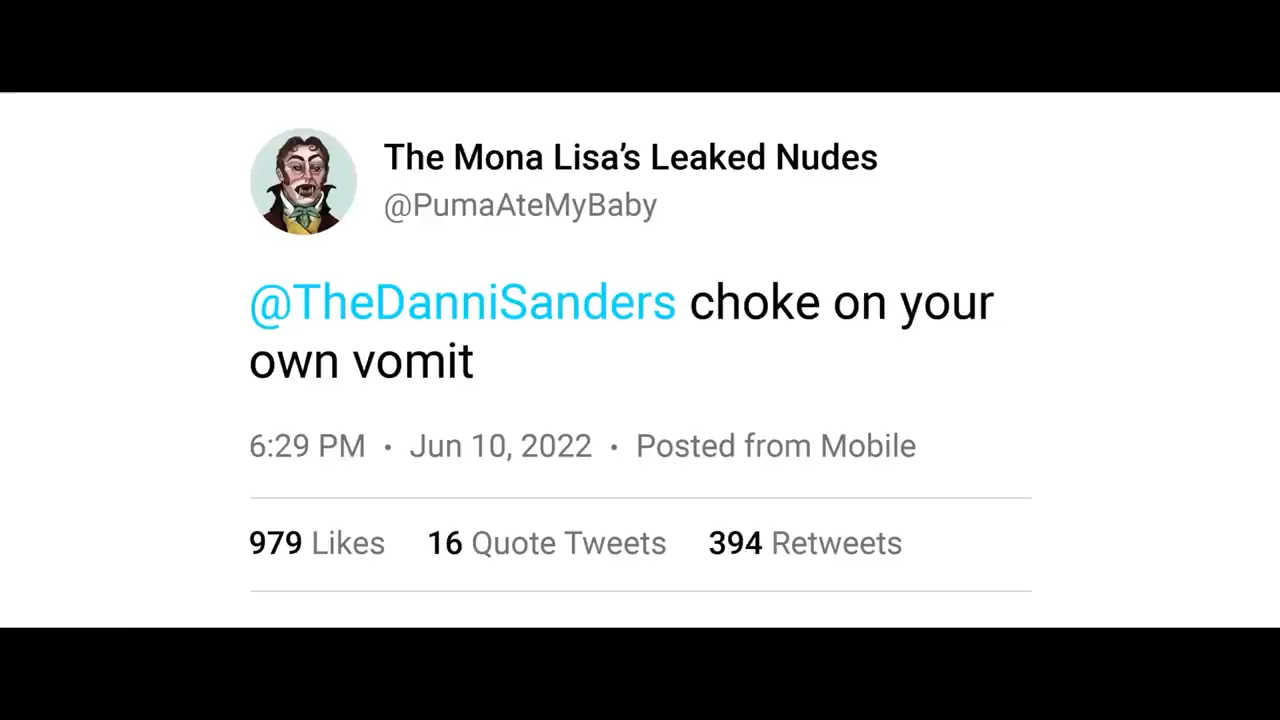 The Mona Lisa’s Leaked Nudes
@PumaAteMyBaby
@TheDanniSanders choke on your
own vomit
6:29 PM • Jun 10, 2022 • Posted from Mobile
979 Likes 16 Quote Tweets 394 Retweets